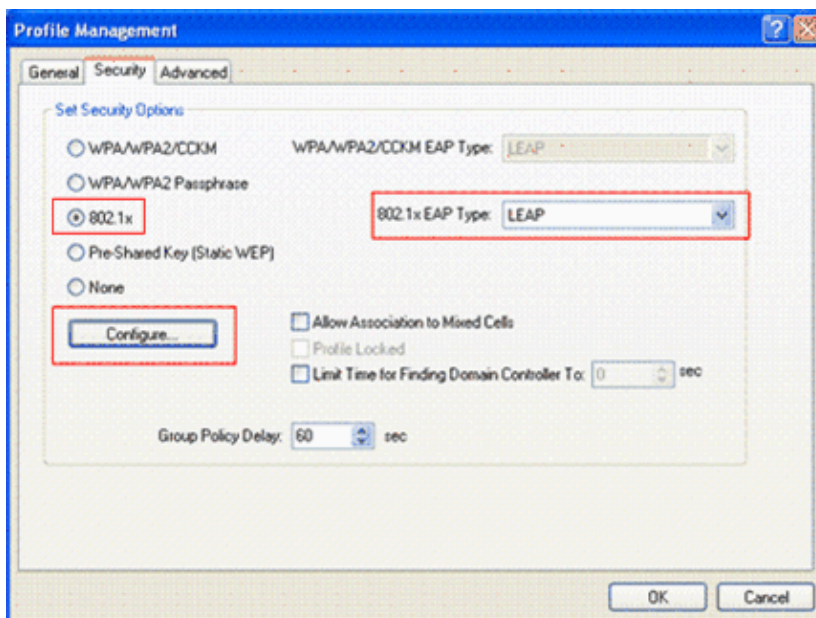 Profile Management
General Security Advanced
Set Security Options
WPA/WPA2/CCKM WPA/WPA2/CCKM EAP Type: LEAP
WPA/WPA2 Passphrase
802.1x 802.1x EAP Type: LEAP
Pre-Shared Key (Static WEP)
None
Configure... Allow Association to Mixed Cells
Profile Locked
Limit Time for Finding Domain Controller To: 0 sec
Group Policy Delay: 60 sec
OK Cancel